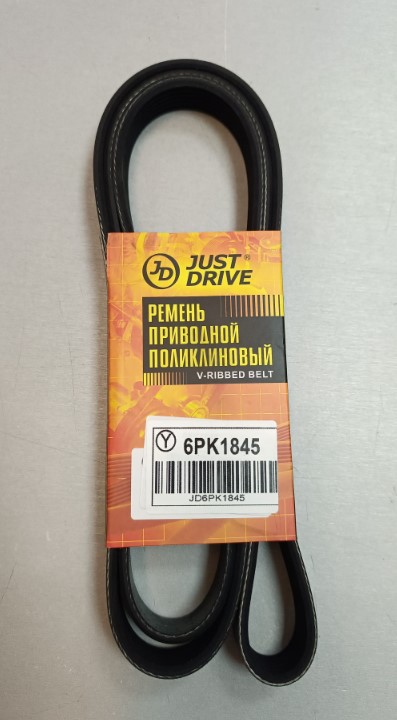 JD JUST®
DRIVE
РЕМЕНЬ
ПРИВОДНОЙ
ПОЛИКЛИНОВЫЙ
V-RIBBED BELT
Y 6PK1845
JD6PK1845